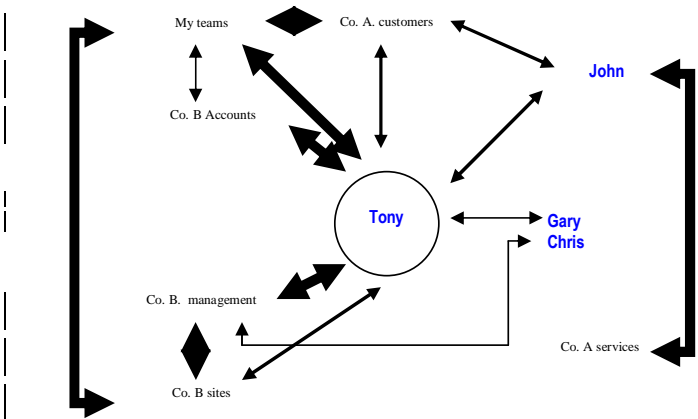 My teams
Co. A. customers
John
Co. B Accounts
Tony
Gary
Chris
Co. B. management
Co. A services
Co. B sites